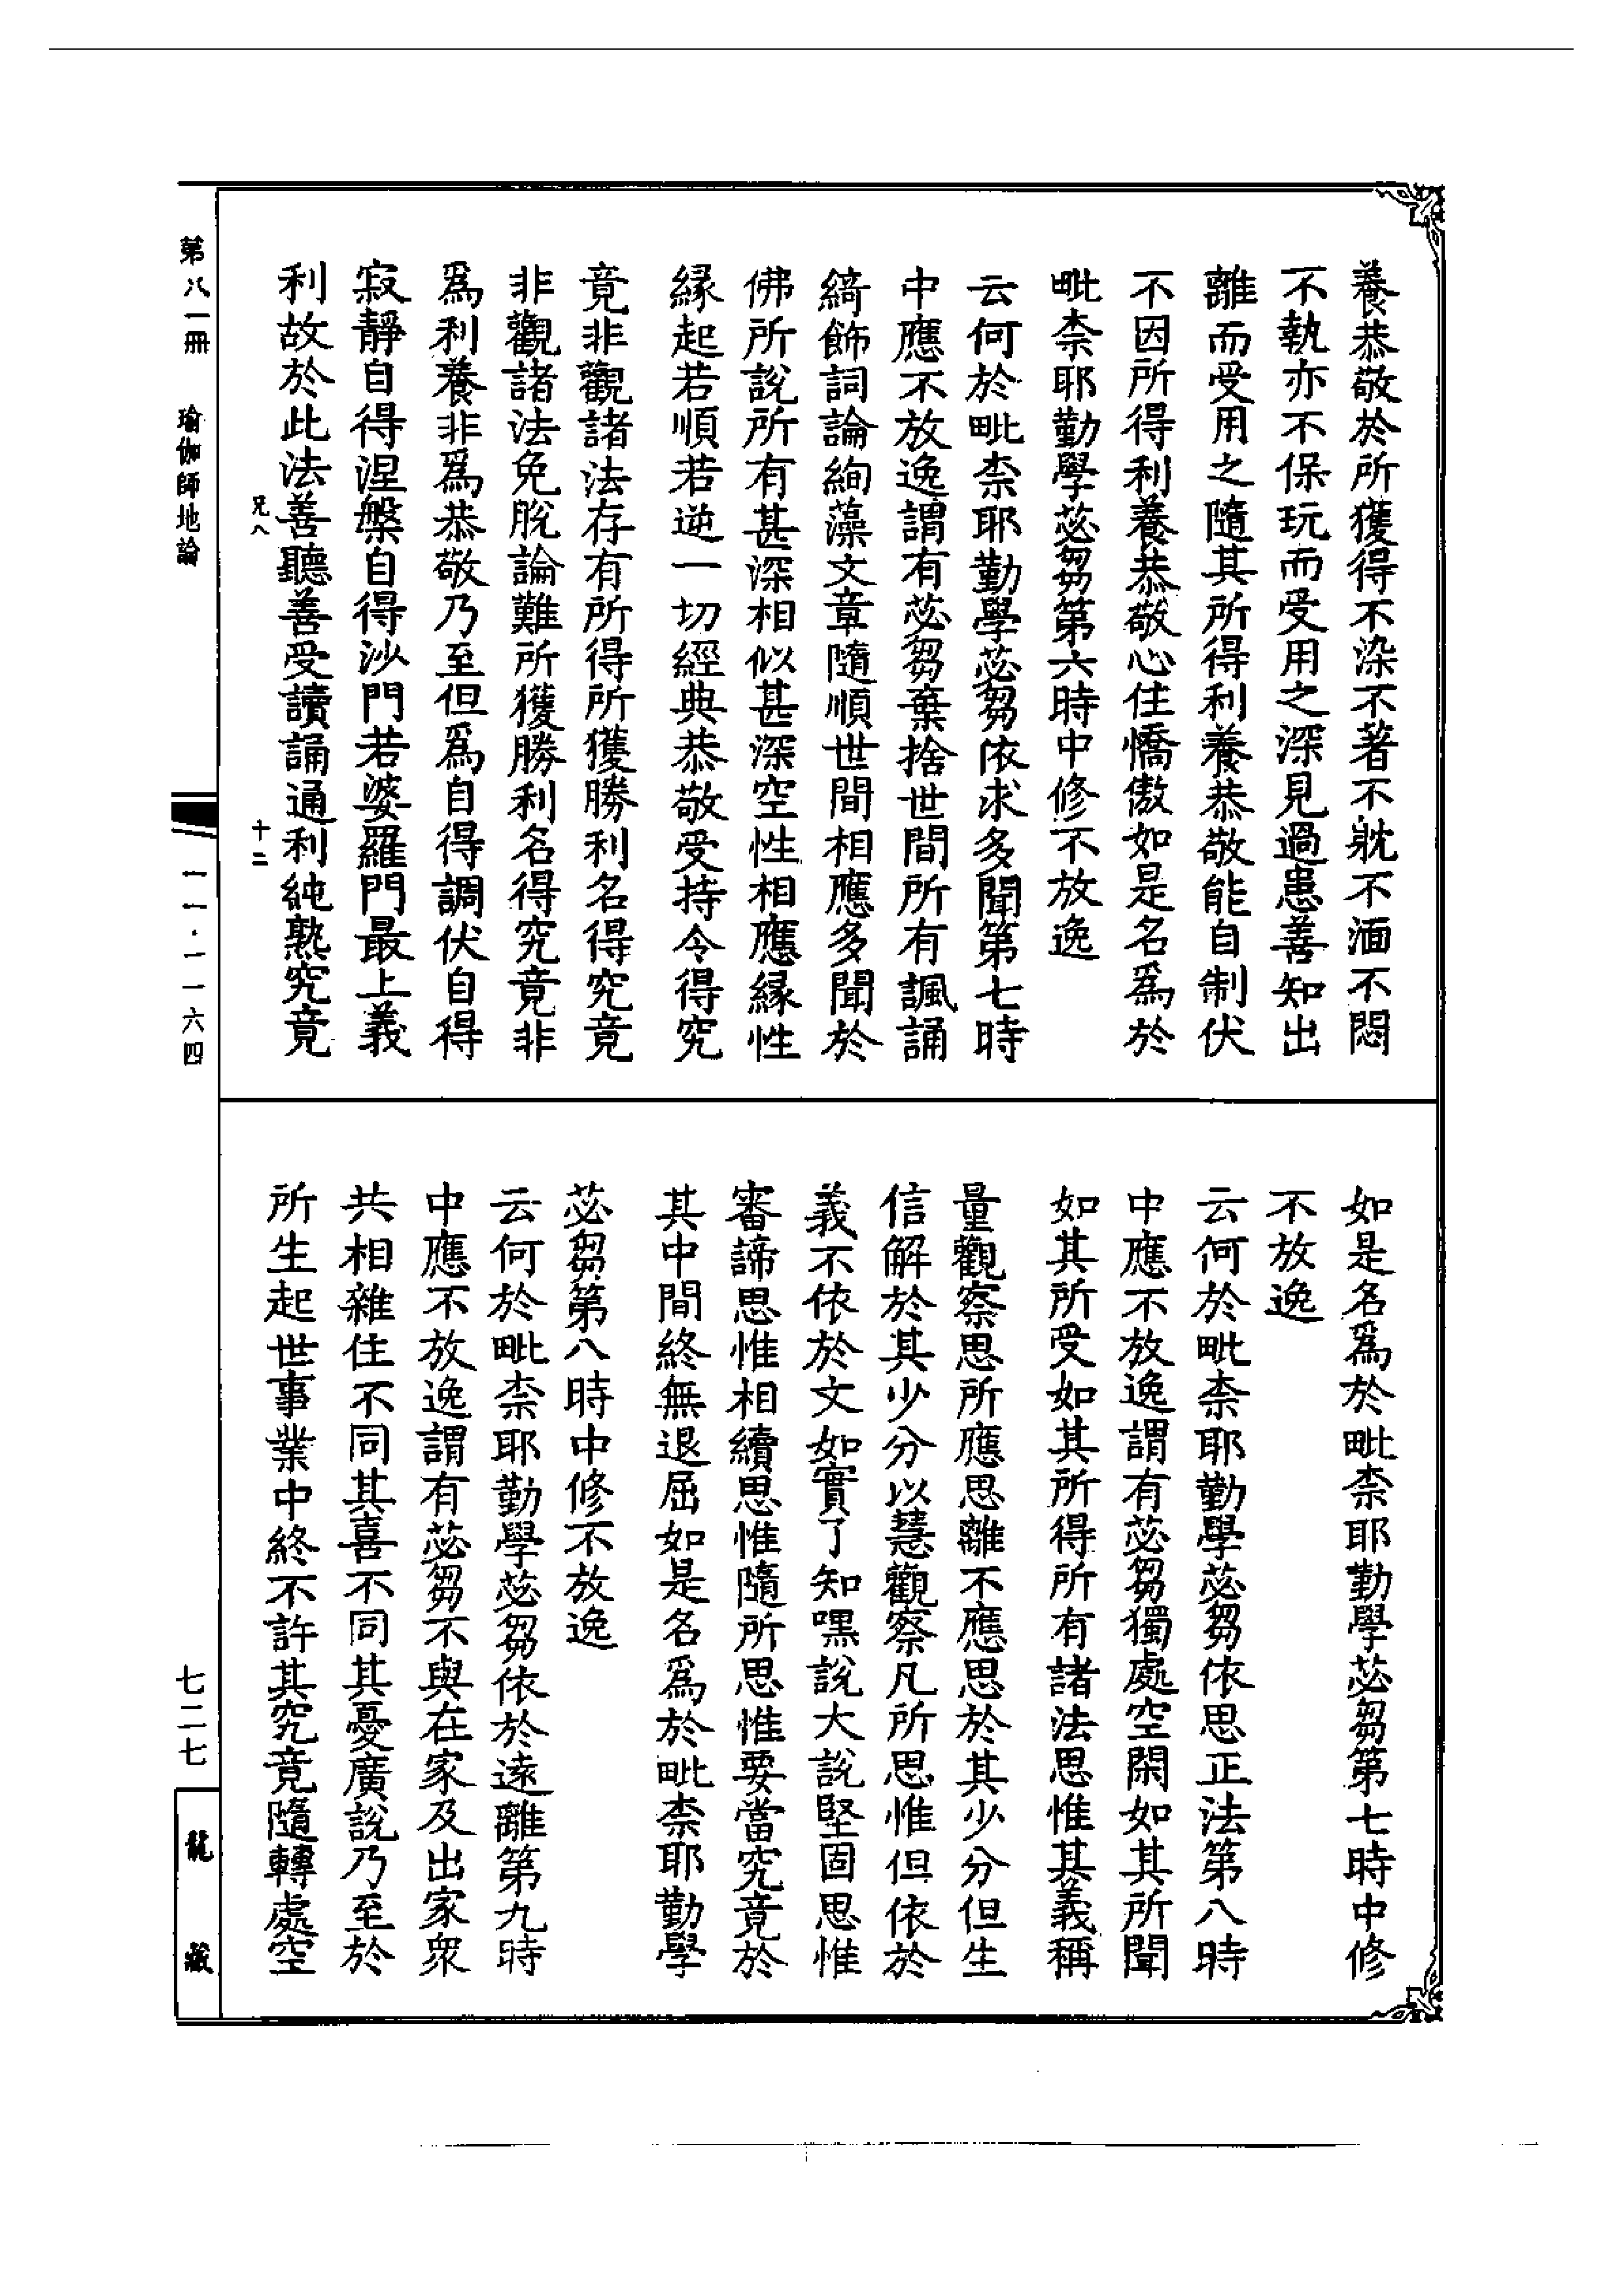 養恭敬於所獲得不染不著不躭不湎不悶
不執亦不保玩而受用之深見過患善知出
離而受用之隨其所得利養恭敬能自制伏
不因所得利養恭敬心住憍傲如是名爲於
毗柰耶勤學苾芻第六時中修不放逸
云何於毗柰耶勤學苾芻依求多聞第七時
中應不放逸謂有苾芻棄捨世間所有諷誦
綺飾詞論絢藻文章隨順世間相應多聞於
佛所說所有甚深相似甚深空性相應緣性
緣起若順若逆一切經典恭敬受持令得究
竟非觀諸法存有所得所獲勝利名得究竟
非觀諸法免脫論難所獲勝利名得究竟非
爲利養非爲恭敬乃至但爲自得調伏自得
寂靜自得涅槃自得沙門若婆羅門最上義
利故於此法善聽善受讀誦通利純熟究竟
兄八
十二
如是名爲於毗柰耶勤學苾芻第七時中修
不放逸
云何於毗柰耶勤學苾芻依思正法第八時
中應不放逸謂有苾芻獨處空閑如其所聞
如其所受如其所得所有諸法思惟其義稱
量觀察思所應思離不應思於其少分但生
信解於其少分以慧觀察凡所思惟但依於
義不依於文如實了知嘿說大說堅固思惟
審諦思惟相續思惟隨所思惟要當究竟於
其中間終無退屈如是名爲於毗柰耶勤學
苾芻第八時中修不放逸
云何於毗柰耶勤學苾芻依於遠離第九時
中應不放逸謂有苾芻不與在家及出家衆
共相雜住不同其喜不同其憂廣說乃至於
所生起世事業中終不許其究竟隨轉處空
第八一冊　瑜伽師地論
一一·一一六四
七二七
龍藏